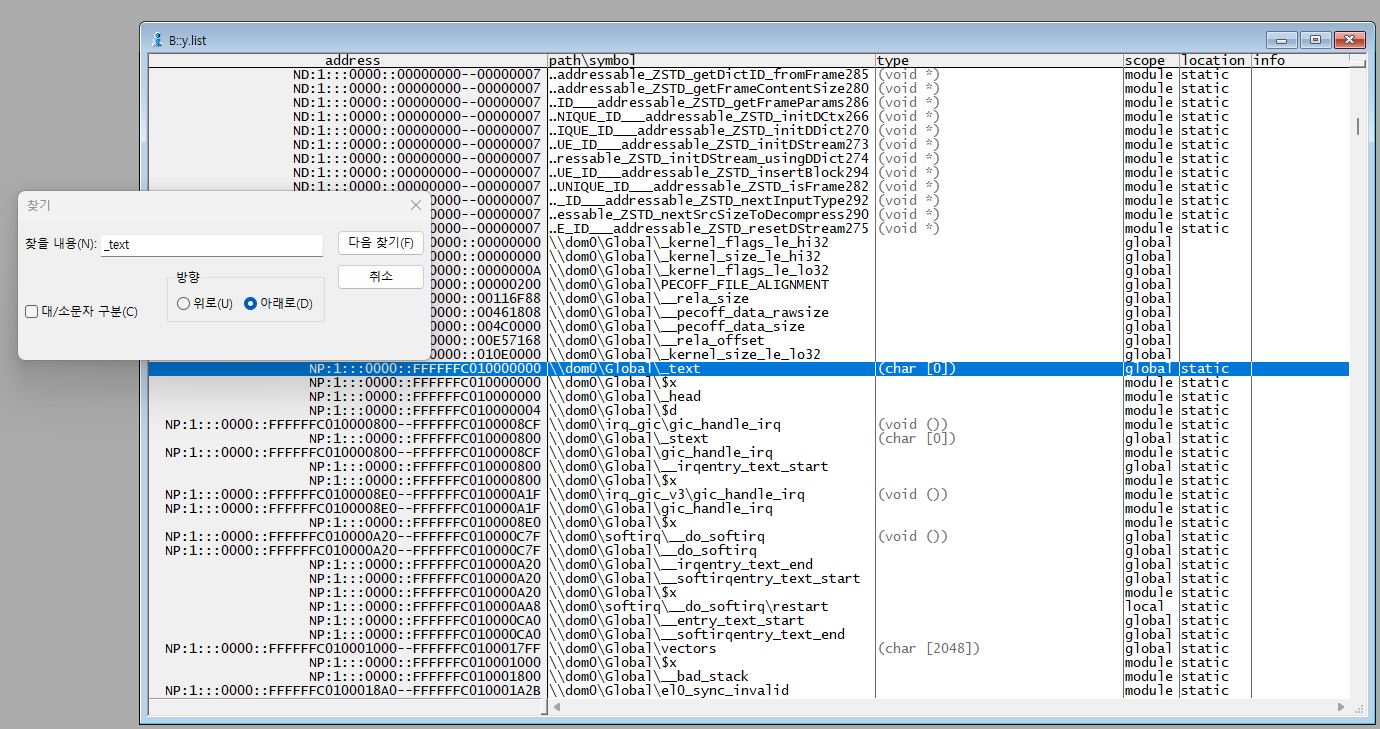 B::y.list
address path\symbol type scope location info
ND:1:::0000::00000000--00000007 ..addressable_ZSTD_getDictID_fromFrame285 (void *) module static
ND:1:::0000::00000000--00000007 ..addressable_ZSTD_getFrameContentSize280 (void *) module static
ND:1:::0000::00000000--00000007 ..ID___addressable_ZSTD_getFrameParams286 (void *) module static
ND:1:::0000::00000000--00000007 ..NIQUE_ID___addressable_ZSTD_initDCtx266 (void *) module static
ND:1:::0000::00000000--00000007 ..IQUE_ID___addressable_ZSTD_initDDict270 (void *) module static
ND:1:::0000::00000000--00000007 ..UE_ID___addressable_ZSTD_initDStream273 (void *) module static
ND:1:::0000::00000000--00000007 ..ressable_ZSTD_initDStream_usingDDict274 (void *) module static
ND:1:::0000::00000000--00000007 ..UE_ID___addressable_ZSTD_insertBlock294 (void *) module static
ND:1:::0000::00000000--00000007 ..UNIQUE_ID___addressable_ZSTD_isFrame282 (void *) module static
00000000--00000007 .._ID___addressable_ZSTD_nextInputType292 (void *) module static
00000000--00000007 ..essable_ZSTD_nextSrcSizeToDecompress290 (void *) module static
00000000--00000007 ..E_ID___addressable_ZSTD_resetDStream275 (void *) module static
0000::00000000 \\dom0\Global\_kernel_flags_le_hi32 global
0000::00000000 \\dom0\Global\_kernel_size_le_hi32 global
0000::0000000A \\dom0\Global\_kernel_flags_le_lo32 global
0000::00000200 \\dom0\Global\PECOFF_FILE_ALIGNMENT global
0000::00116F88 \\dom0\Global\__rela_size global
0000::00461808 \\dom0\Global\__pecoff_data_rawsize global
0000::004C0000 \\dom0\Global\__pecoff_data_size global
0000::00E57168 \\dom0\Global\__rela_offset global
0000::010E0000 \\dom0\Global\_kernel_size_le_lo32 global
NP:1:::0000::FFFFFFC010000000 \\dom0\Global\_text (char [0]) global static
NP:1:::0000::FFFFFFC010000000 \\dom0\Global\$x module static
NP:1:::0000::FFFFFFC010000000 \\dom0\Global\_head module static
NP:1:::0000::FFFFFFC010000004 \\dom0\Global\$d module static
NP:1:::0000::FFFFFFC010000800--FFFFFFC0100008CF \\dom0\irq_gic\gic_handle_irq (void ()) module static
NP:1:::0000::FFFFFFC010000800 \\dom0\Global\_stext (char [0]) global static
NP:1:::0000::FFFFFFC010000800--FFFFFFC0100008CF \\dom0\Global\gic_handle_irq module static
NP:1:::0000::FFFFFFC010000800 \\dom0\Global\__irqentry_text_start global static
NP:1:::0000::FFFFFFC010000800 \\dom0\Global\$x module static
NP:1:::0000::FFFFFFC0100008E0--FFFFFFC010000A1F \\dom0\irq_gic_v3\gic_handle_irq (void ()) module static
NP:1:::0000::FFFFFFC0100008E0--FFFFFFC010000A1F \\dom0\Global\gic_handle_irq module static
NP:1:::0000::FFFFFFC0100008E0 \\dom0\Global\$x module static
NP:1:::0000::FFFFFFC010000A20--FFFFFFC010000C7F \\dom0\softirq\__do_softirq (void ()) global static
NP:1:::0000::FFFFFFC010000A20--FFFFFFC010000C7F \\dom0\Global\__do_softirq global static
NP:1:::0000::FFFFFFC010000A20 \\dom0\Global\__irqentry_text_end global static
NP:1:::0000::FFFFFFC010000A20 \\dom0\Global\__softirqentry_text_start global static
NP:1:::0000::FFFFFFC010000A20 \\dom0\Global\$x module static
NP:1:::0000::FFFFFFC010000AA8 \\dom0\softirq\__do_softirq\restart local static
NP:1:::0000::FFFFFFC010000CA0 \\dom0\Global\__entry_text_start global static
NP:1:::0000::FFFFFFC010000CA0 \\dom0\Global\__softirqentry_text_end global static
NP:1:::0000::FFFFFFC010001000--FFFFFFC0100017FF \\dom0\Global\vectors (char [2048]) global static
NP:1:::0000::FFFFFFC010001000 \\dom0\Global\$x module static
NP:1:::0000::FFFFFFC010001800 \\dom0\Global\__bad_stack module static
NP:1:::0000::FFFFFFC0100018A0--FFFFFFC010001A2B \\dom0\Global\el0_sync_invalid module static
찾기
찾을 내용(N): _text 다음 찾기(F)
방향 취소
대/소문자 구분(C) 위로(U) 아래로(D)